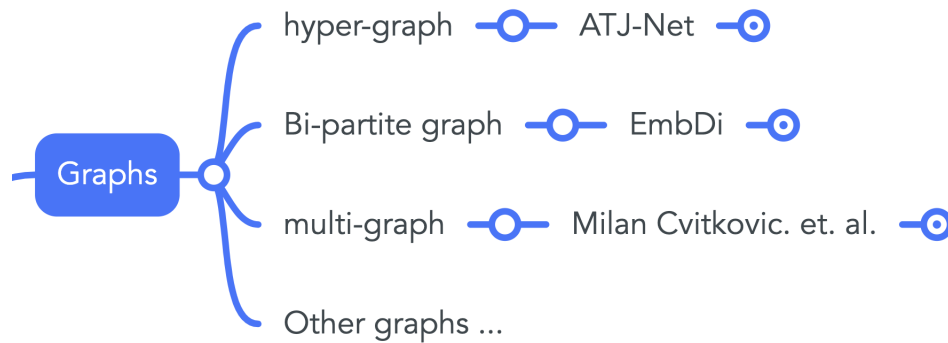 hyper-graph
ATJ-Net
Bi-partite graph
EmbDi
Graphs
multi-graph
Milan Cvitkovic. et. al.
Other graphs ...